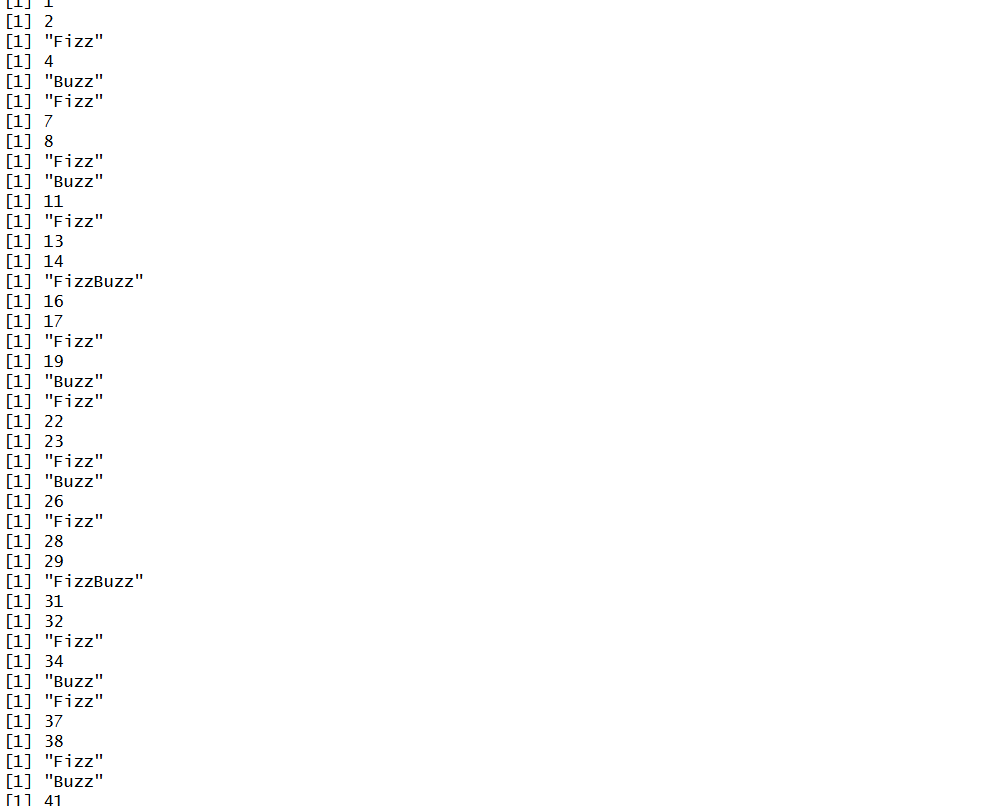 [1] 1
[1] 2
[1] "Fizz"
[1] 4
[1] "Buzz"
[1] "Fizz"
[1] 7
[1] 8
[1] "Fizz"
[1] "Buzz"
[1] 11
[1] "Fizz"
[1] 13
[1] 14
[1] "FizzBuzz"
[1] 16
[1] 17
[1] "Fizz"
[1] 19
[1] "Buzz"
[1] "Fizz"
[1] 22
[1] 23
[1] "Fizz"
[1] "Buzz"
[1] 26
[1] "Fizz"
[1] 28
[1] 29
[1] "FizzBuzz"
[1] 31
[1] 32
[1] "Fizz"
[1] 34
[1] "Buzz"
[1] "Fizz"
[1] 37
[1] 38
[1] "Fizz"
[1] "Buzz"
[1] 41